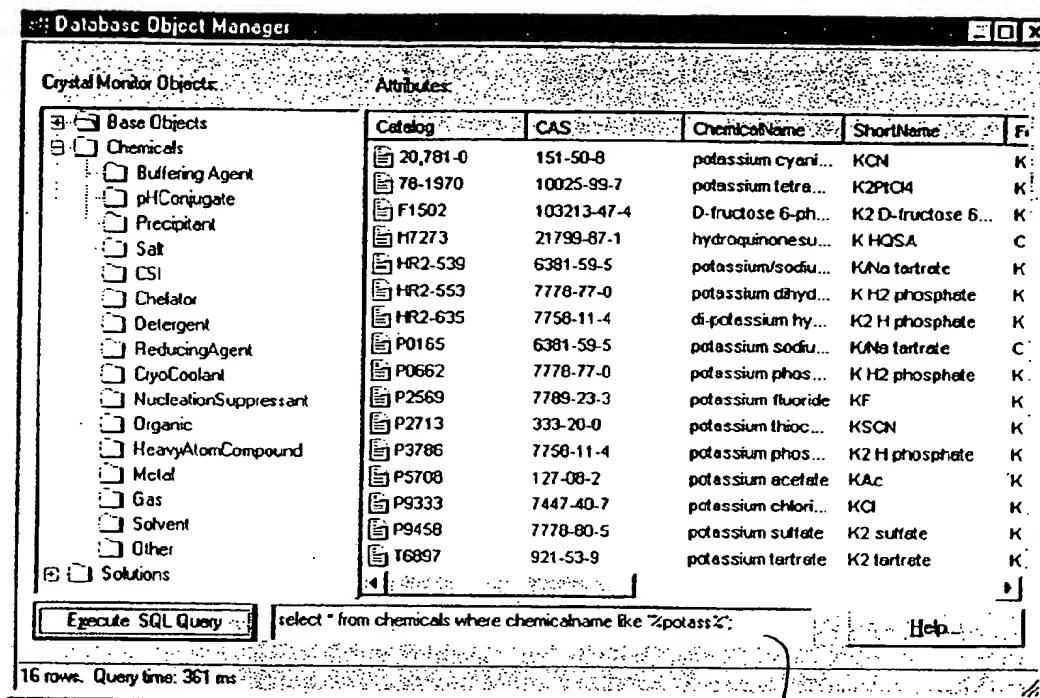 Database Object Manager
Crystal Monitor Objects:
Base Objects
Chemicals
Buffering Agent
pHConjugate
Precipitant
Salt
CSI
Chelator
Detergent
ReducingAgent
CryoCoolant
NucleationSuppressant
Organic
HeavyAtomCompound
Metal
Gas
Solvent
Other
Solutions
Attributes:
Catalog CAS ChemicalName ShortName
20,781-0 151-50-8 potassium cyani... KCN K
76-1970 10025-99-7 potassium tetra... K2PtCl4 K
F1502 103213-47-4 D-fructose 6-ph... K2 D-fructose 6... K
H7273 21799-87-1 hydroquinonesu... K HQSA C
HR2-539 6381-59-5 potassium/sodiu... K/Na tartrate K
HR2-553 7778-77-0 potassium dihyd... K H2 phosphate K
HR2-635 7758-11-4 di-potassium hy... K2 H phosphate K
P0165 6381-59-5 potassium sodiu... K/Na tartrate C
P0662 7778-77-0 potassium phos... K H2 phosphate K
P2569 7789-23-3 potassium fluoride KF K
P2713 333-20-0 potassium thioc... KSCN K
P3786 7758-11-4 potassium phos... K2 H phosphate K
P5708 127-08-2 potassium acetate KAc K
P9333 7447-40-7 potassium chlori... KCl K
P9458 7778-80-5 potassium sulfate K2 sulfate K
T6897 921-53-9 potassium tartrate K2 tartrate K
Execute SQL Query select * from chemicals where chemicalname like "%potass%"; Help...
16 rows. Query time: 361 ms